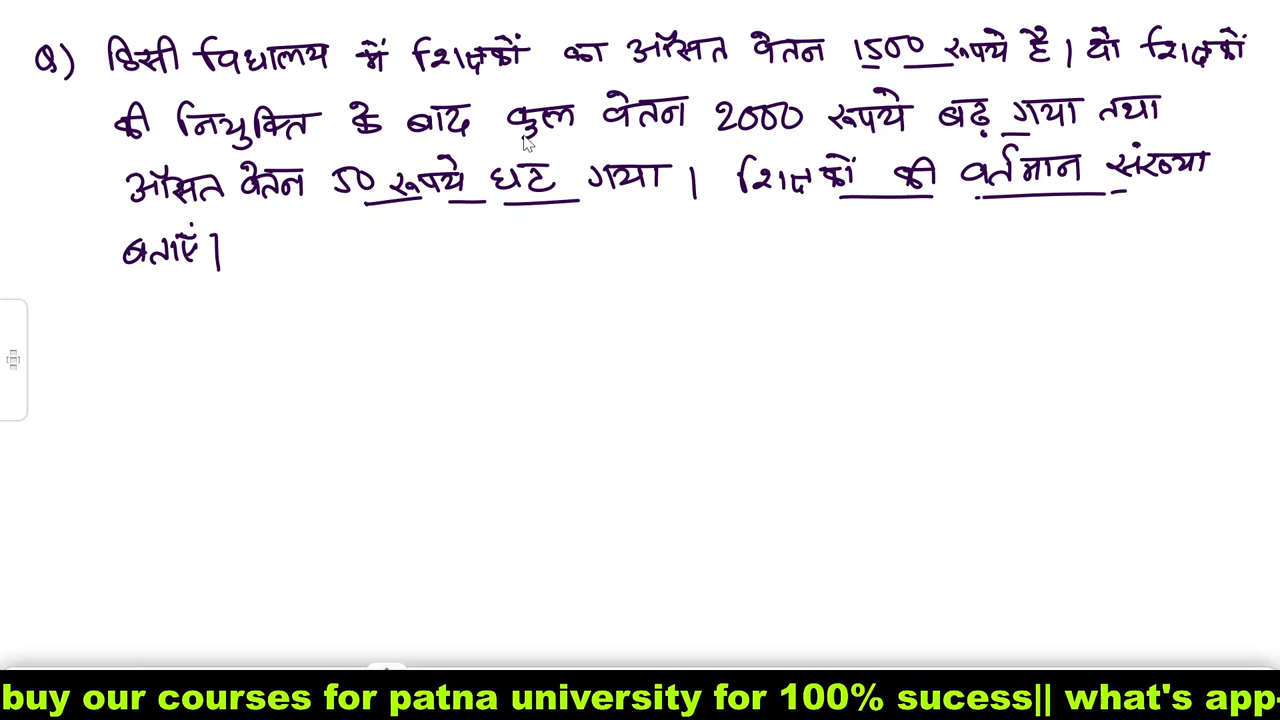 Q) किसी विद्यालय में शिक्षकों का औसत वेतन 1500 रूपये है। दो शिक्षकों
की नियुक्ति के बाद कुल वेतन 2000 रूपये बढ़ गया तथा
औसत वेतन 50 रूपये घट गया। शिक्षकों की वर्तमान संख्या
बताएँ।
buy our courses for patna university for 100% sucess|| what's app